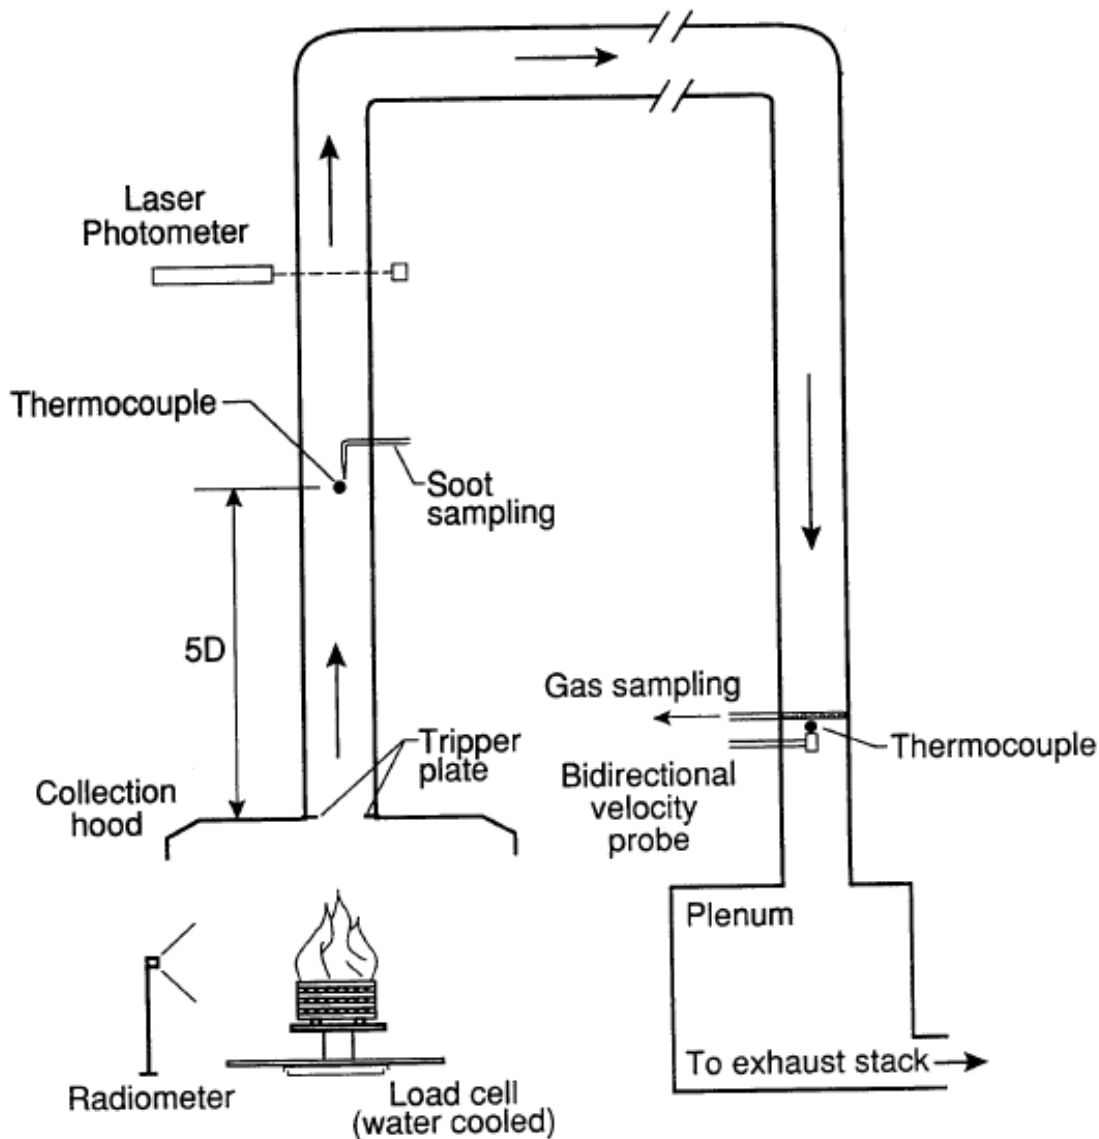 Laser
Photometer
Thermocouple
Soot
sampling
5D
Gas sampling
Thermocouple
Tripper
plate
Bidirectional
velocity
probe
Collection
hood
Plenum
To exhaust stack
Radiometer
Load cell
(water cooled)